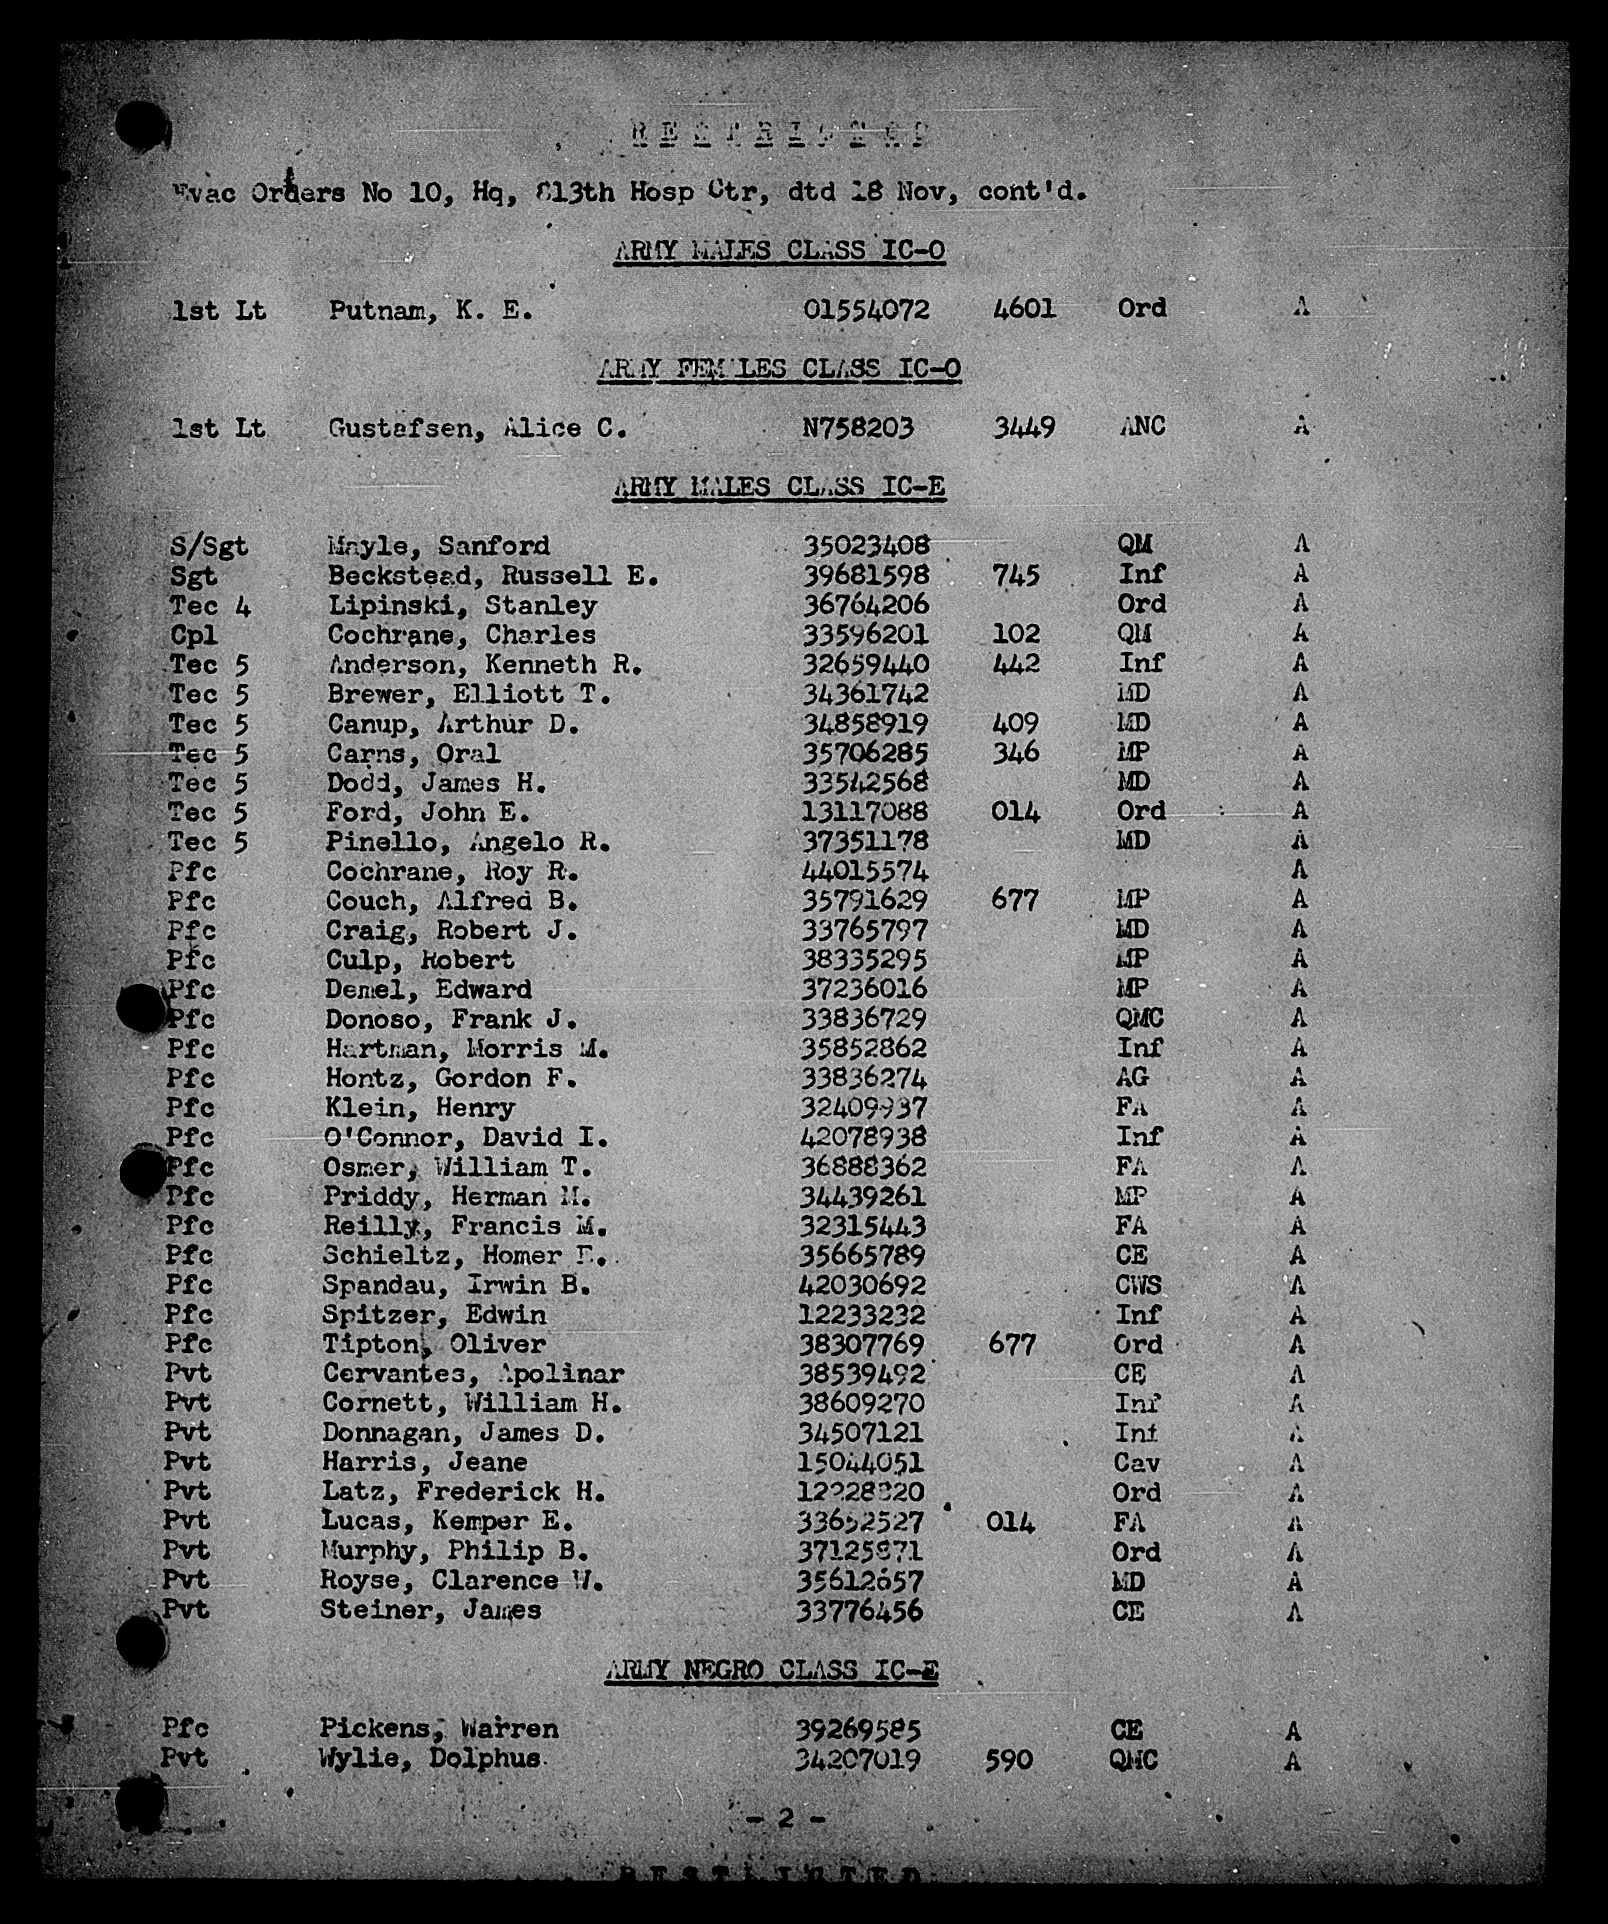 RESTRICTED
Evac Orders No 10, Hq, 813th Hosp Ctr, dtd 18 Nov, cont'd.
ARMY MALES CLASS IC-O
1st Lt Putnam, K. E. 01554072 4601 Ord A
ARMY FEMALES CLASS IC-O
1st Lt Gustafsen, Alice C. N758203 3449 ANC A
ARMY MALES CLASS IC-E
S/Sgt Mayle, Sanford 35023408 QM A
Sgt Beckstead, Russell E. 39681598 745 Inf A
Tec 4 Lipinski, Stanley 36764206 Ord A
Cpl Cochrane, Charles 33596201 102 QM A
Tec 5 Anderson, Kenneth R. 32659440 442 Inf A
Tec 5 Brewer, Elliott T. 34361742 MD A
Tec 5 Canup, Arthur D. 34858919 409 MD A
Tec 5 Carns, Oral 35706285 346 MP A
Tec 5 Dodd, James H. 33542568 MD A
Tec 5 Ford, John E. 13117088 014 Ord A
Tec 5 Pinello, Angelo R. 37351178 MD A
Pfc Cochrane, Roy R. 44015574 A
Pfc Couch, Alfred B. 35791629 677 MP A
Pfc Craig, Robert J. 33765797 MD A
Pfc Culp, Robert 38335295 MP A
Pfc Demel, Edward 37236016 MP A
Pfc Donoso, Frank J. 33836729 QMC A
Pfc Hartman, Morris M. 35852862 Inf A
Pfc Hontz, Gordon F. 33836274 AG A
Pfc Klein, Henry 32409937 FA A
Pfc O'Connor, David I. 42078938 Inf A
Pfc Osmer, William T. 36888362 FA A
Pfc Priddy, Herman M. 34439261 MP A
Pfc Reilly, Francis M. 32315443 FA A
Pfc Schieltz, Homer E. 35665789 CE A
Pfc Spandau, Irwin B. 42030692 CWS A
Pfc Spitzer, Edwin 12233232 Inf A
Pfc Tipton, Oliver 38307769 677 Ord A
Pvt Cervantes, Apolinar 38539492 CE A
Pvt Cornett, William H. 38609270 Inf A
Pvt Donnagan, James D. 34507121 Inf A
Pvt Harris, Jeane 15044051 Cav A
Pvt Latz, Frederick H. Ord A
Pvt Lucas, Kemper E. 33652527 014 FA A
Pvt Murphy, Philip B. 37125871 Ord A
Pvt Royse, Clarence W. 35612657 MD A
Pvt Steiner, James 33776456 CE A
ARMY NEGRO CLASS IC-E
Pfc Pickens, Warren 39269585 CE A
Pvt Wylie, Dolphus 34207019 590 QMC A
- 2 -
RESTRICTED